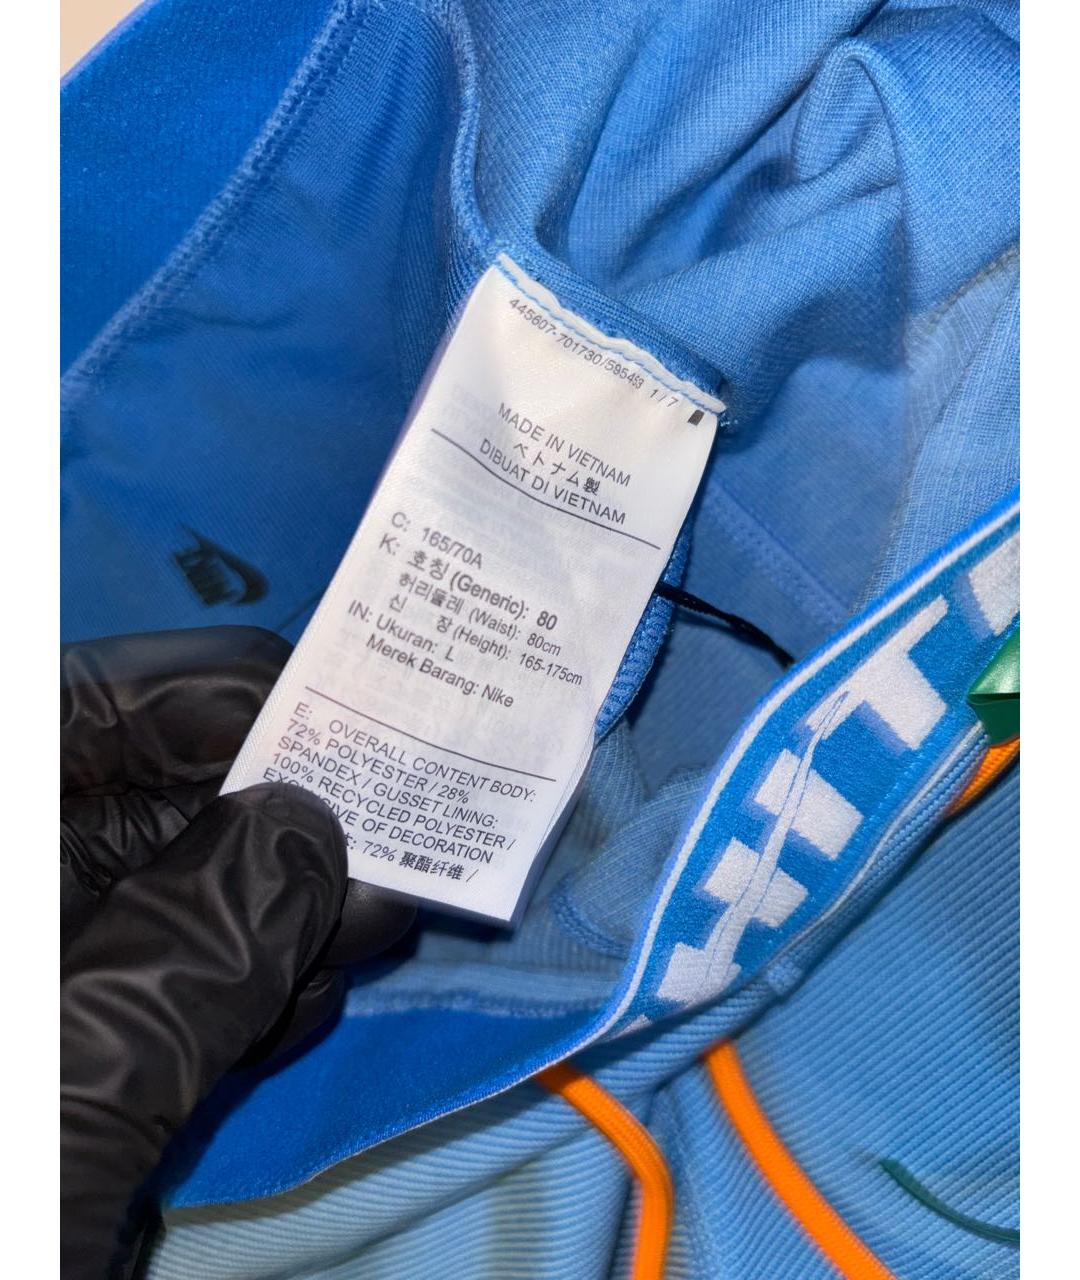 445607-701730/595433 1/7
MADE IN VIETNAM
ベトナム製
DIBUAT DI VIETNAM
C: 165/70A
K: 호칭 (Generic): 80
허리둘레 (Waist): 80cm
신 장 (Height): 165-175cm
IN: Ukuran: L
Merek Barang: Nike
E: OVERALL CONTENT BODY:
72% POLYESTER / 28%
SPANDEX / GUSSET LINING:
100% RECYCLED POLYESTER /
OF DECORATION
72% 聚酯纤维 /
NIKE